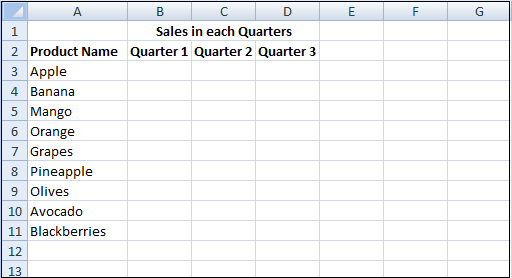 A B C D E F G
1 Sales in each Quarters
2 Product Name Quarter 1 Quarter 2 Quarter 3
3 Apple
4 Banana
5 Mango
6 Orange
7 Grapes
8 Pineapple
9 Olives
10 Avocado
11 Blackberries
12
13